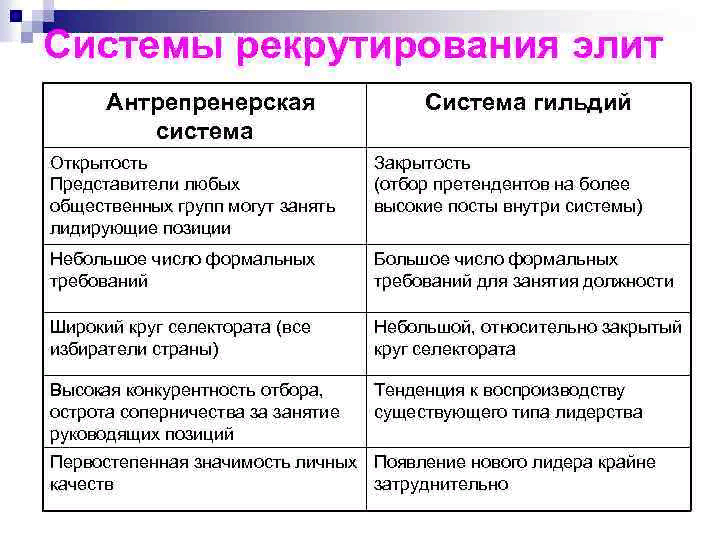 Системы рекрутирования элит
Антрепренерская
система
Система гильдий
Открытость
Представители любых
общественных групп могут занять
лидирующие позиции
Закрытость
(отбор претендентов на более
высокие посты внутри системы)
Небольшое число формальных
требований
Большое число формальных
требований для занятия должности
Широкий круг селектората (все
избиратели страны)
Небольшой, относительно закрытый
круг селектората
Высокая конкурентность отбора,
острота соперничества за занятие
руководящих позиций
Тенденция к воспроизводству
существующего типа лидерства
Первостепенная значимость личных
качеств
Появление нового лидера крайне
затруднительно